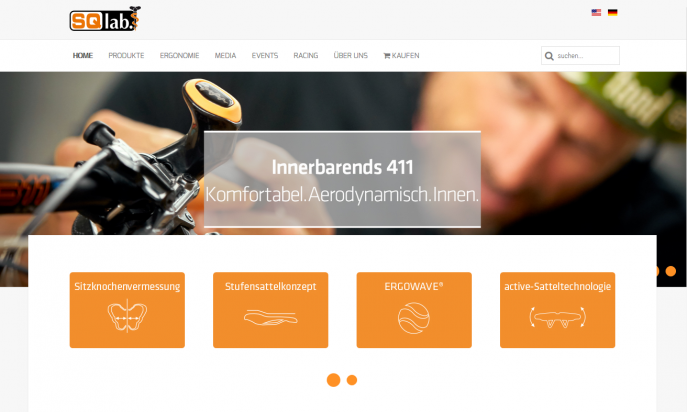 SQlab.
HOME PRODUKTE ERGONOMIE MEDIA EVENTS RACING ÜBER UNS KAUFEN suchen...
Innerbarends 411
Komfortabel.Aerodynamisch.Innen.
Sitzknochenvermessung Stufensattelkonzept ERGOWAVE® active-Satteltechnologie